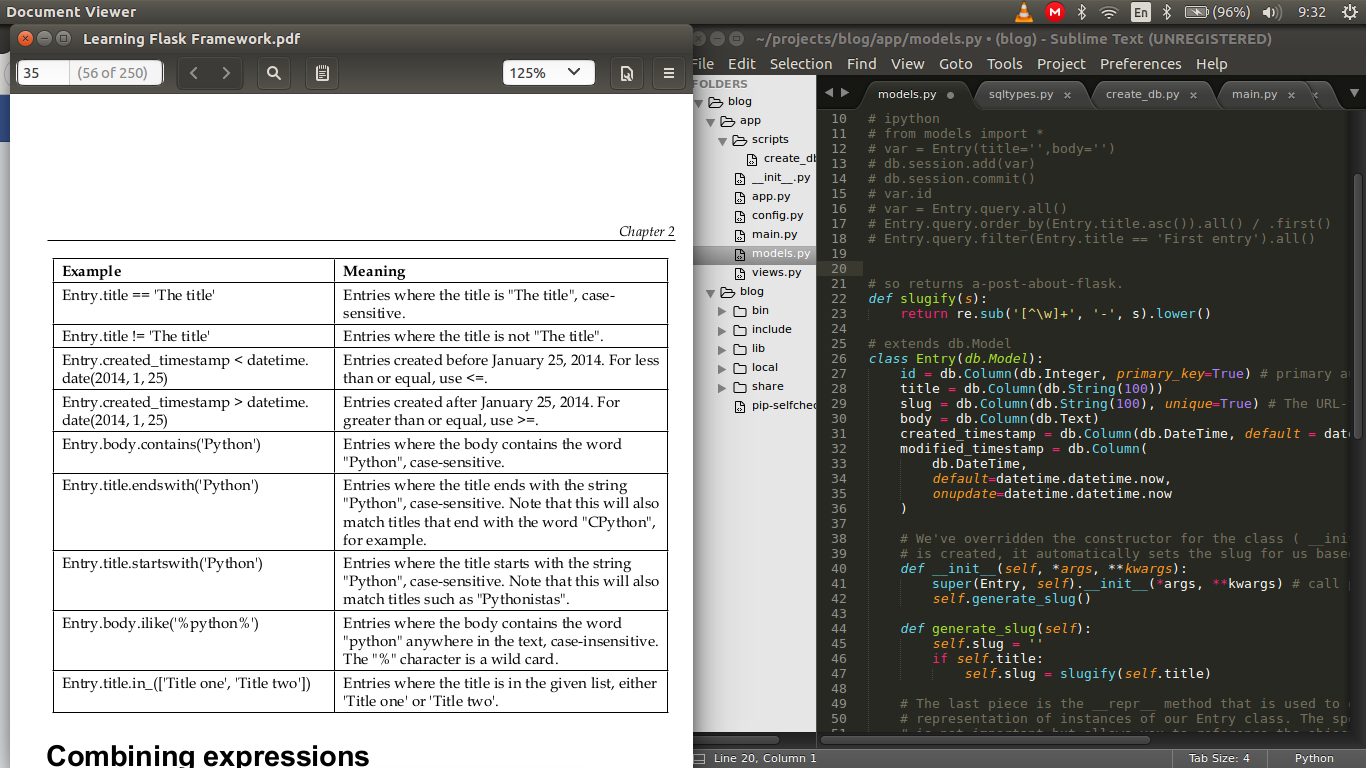 Document Viewer
En
(96%)
9:32
Learning Flask Framework.pdf
35
(56 of 250)
125%
Chapter 2
Example Meaning
Entry.title == 'The title' Entries where the title is "The title", case-
sensitive.
Entry.title != 'The title' Entries where the title is not "The title".
Entry.created_timestamp < datetime. Entries created before January 25, 2014. For less
date(2014, 1, 25) than or equal, use <=.
Entry.created_timestamp > datetime. Entries created after January 25, 2014. For
date(2014, 1, 25) greater than or equal, use >=.
Entry.body.contains('Python') Entries where the body contains the word
"Python", case-sensitive.
Entry.title.endswith('Python') Entries where the title ends with the string
"Python", case-sensitive. Note that this will also
match titles that end with the word "CPython",
for example.
Entry.title.startswith('Python') Entries where the title starts with the string
"Python", case-sensitive. Note that this will also
match titles such as "Pythonistas".
Entry.body.ilike('%python%') Entries where the body contains the word
"python" anywhere in the text, case-insensitive.
The "%" character is a wild card.
Entry.title.in_(['Title one', 'Title two']) Entries where the title is in the given list, either
'Title one' or 'Title two'.
Combining expressions
~/projects/blog/app/models.py • (blog) - Sublime Text (UNREGISTERED)
File Edit Selection Find View Goto Tools Project Preferences Help
FOLDERS
blog
app
scripts
create_db
__init__.py
app.py
config.py
main.py
models.py
views.py
blog
bin
include
lib
local
share
pip-selfchec
models.py
sqltypes.py
create_db.py
main.py
10 # ipython
11 # from models import *
12 # var = Entry(title='',body='')
13 # db.session.add(var)
14 # db.session.commit()
15 # var.id
16 # var = Entry.query.all()
17 # Entry.query.order_by(Entry.title.asc()).all() / .first()
18 # Entry.query.filter(Entry.title == 'First entry').all()
19
20
21 # so returns a-post-about-flask.
22 def slugify(s):
23 return re.sub('[^\w]+', '-', s).lower()
24
25 # extends db.Model
26 class Entry(db.Model):
27 id = db.Column(db.Integer, primary_key=True) # primary a
28 title = db.Column(db.String(100))
29 slug = db.Column(db.String(100), unique=True) # The URL-
30 body = db.Column(db.Text)
31 created_timestamp = db.Column(db.DateTime, default = date
32 modified_timestamp = db.Column(
33 db.DateTime,
34 default=datetime.datetime.now,
35 onupdate=datetime.datetime.now
36 )
37
38 # We've overridden the constructor for the class ( __ini
39 # is created, it automatically sets the slug for us base
40 def __init__(self, *args, **kwargs):
41 super(Entry, self).__init__(*args, **kwargs) # call
42 self.generate_slug()
43
44 def generate_slug(self):
45 self.slug = ''
46 if self.title:
47 self.slug = slugify(self.title)
48
49 # The last piece is the __repr__ method that is used to
50 # representation of instances of our Entry class. The spe
Line 20, Column 1
Tab Size: 4
Python